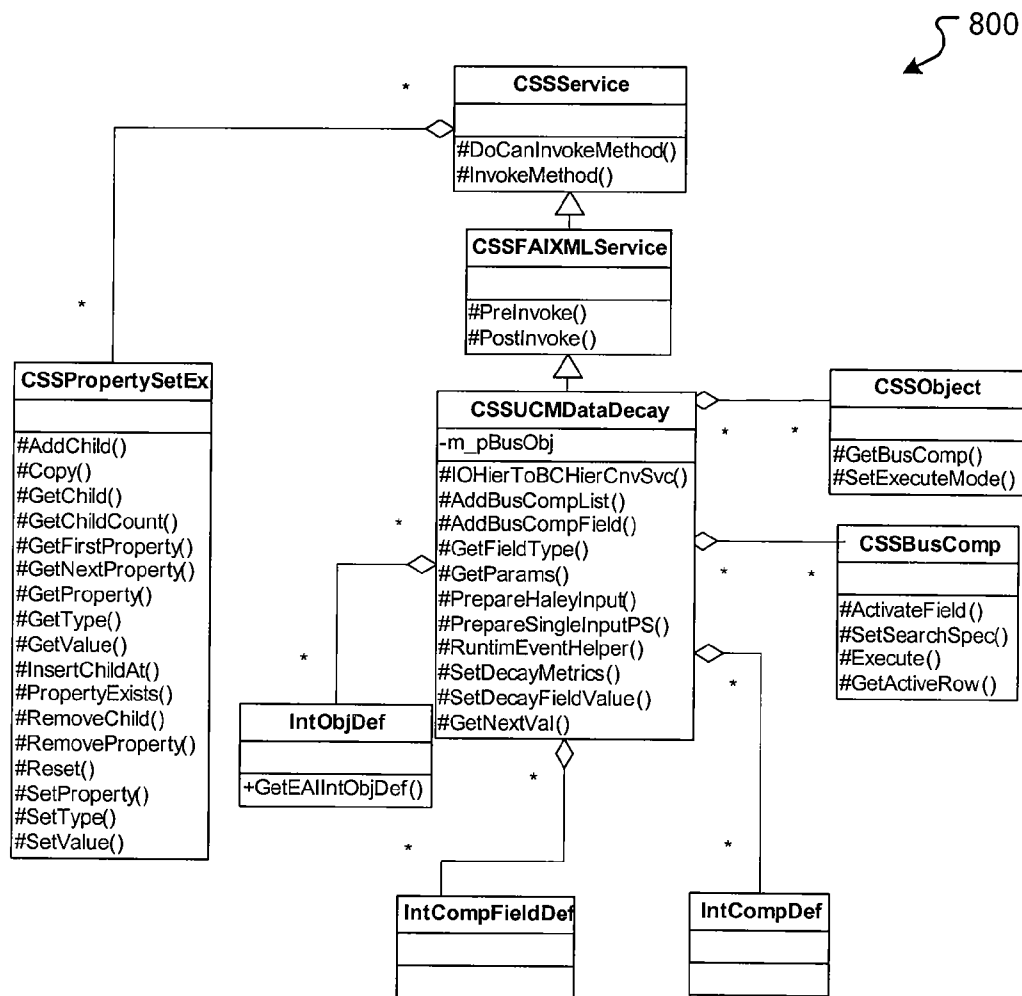 800
CSSService
#DoCanInvokeMethod()
#InvokeMethod()
*
CSSFAIXMLService
#PreInvoke()
#PostInvoke()
*
CSSPropertySetEx
#AddChild()
#Copy()
#GetChild()
#GetChildCount()
#GetFirstProperty()
#GetNextProperty()
#GetProperty()
#GetType()
#GetValue()
#InsertChildAt()
#PropertyExists()
#RemoveChild()
#RemoveProperty()
#Reset()
#SetProperty()
#SetType()
#SetValue()
CSSUCMDataDecay
-m_pBusObj
#IOHierToBCHierCnvSvc()
#AddBusCompList()
#AddBusCompField()
#GetFieldType()
#GetParams()
#PrepareHaleyInput()
#PrepareSingleInputPS()
#RuntimEventHelper()
#SetDecayMetrics()
#SetDecayFieldValue()
#GetNextVal()
CSSObject
#GetBusComp()
#SetExecuteMode()
* *
CSSBusComp
#ActivateField()
#SetSearchSpec()
#Execute()
#GetActiveRow()
* *
*
*
IntObjDef
+GetEAIIntObjDef()
*
*
IntCompFieldDef
*
*
IntCompDef